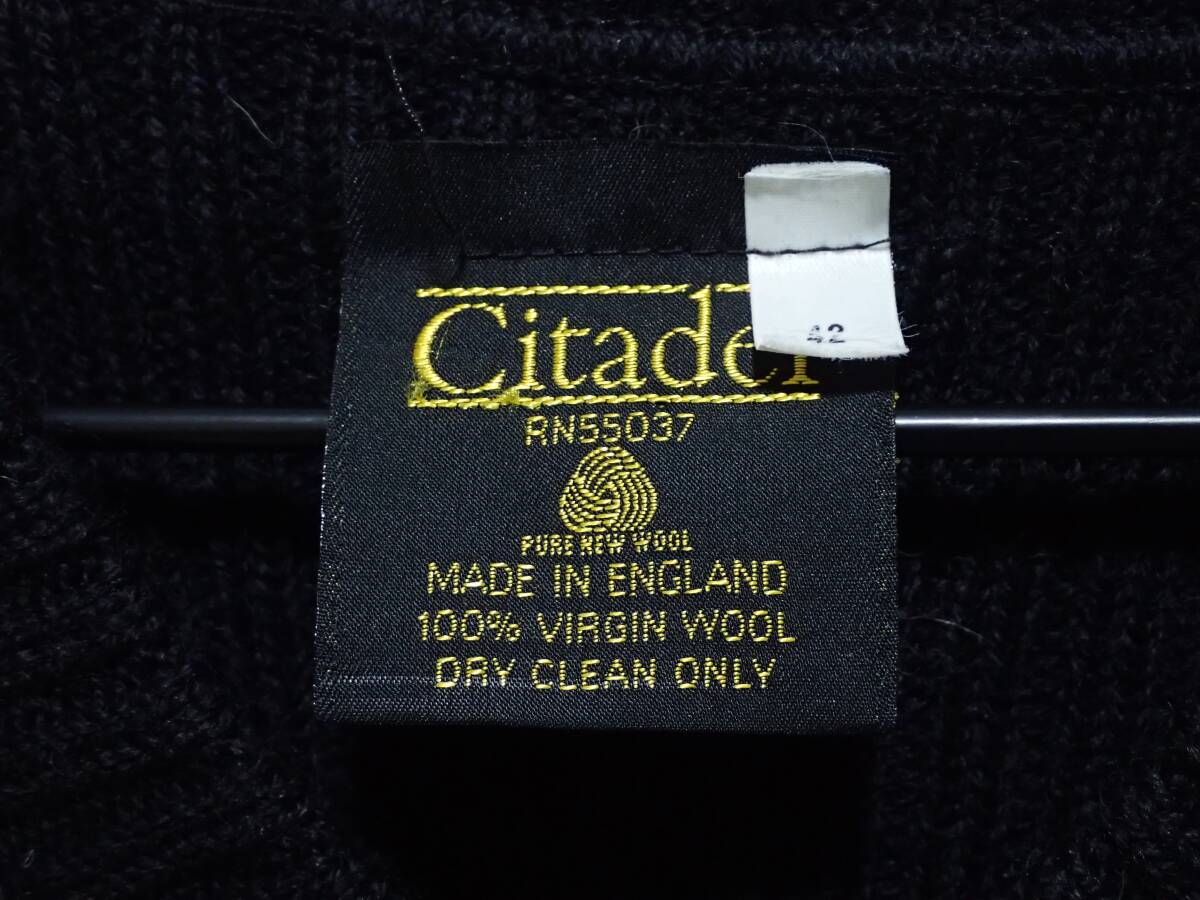 Citadel
42
RN55037
PURE NEW WOOL
MADE IN ENGLAND
100% VIRGIN WOOL
DRY CLEAN ONLY